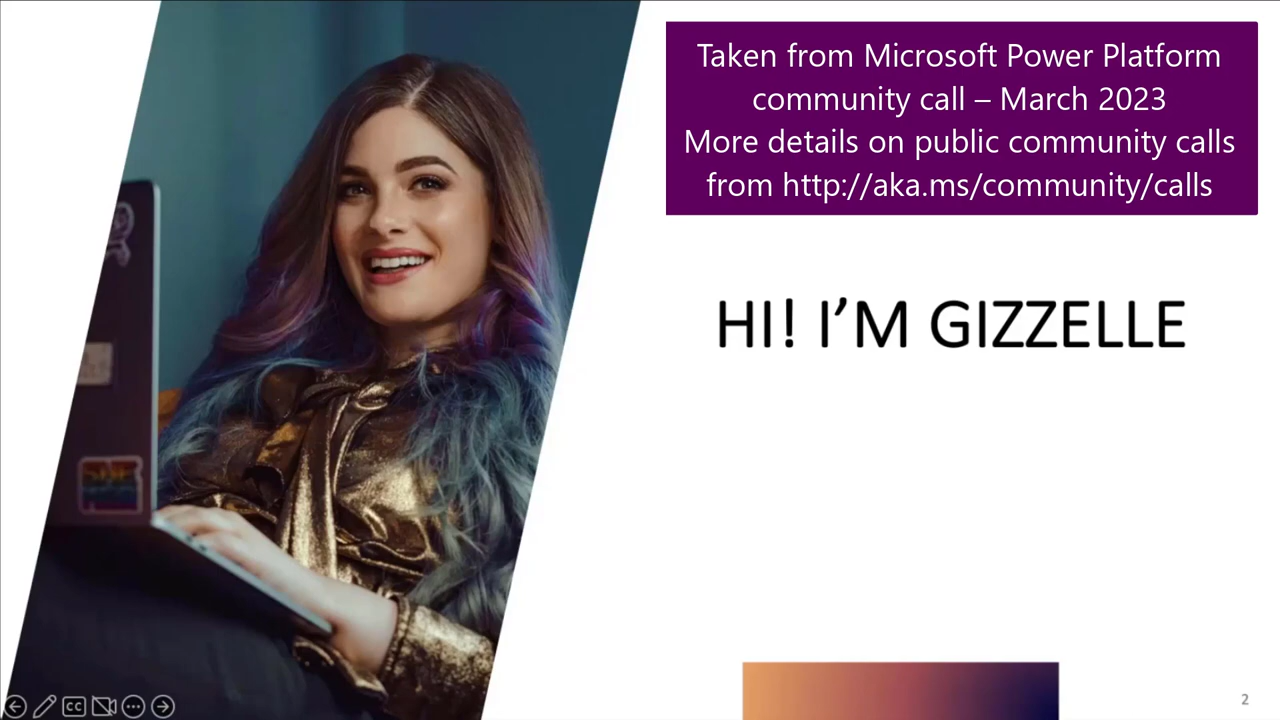 Taken from Microsoft Power Platform
community call – March 2023
More details on public community calls
from http://aka.ms/community/calls
HI! I’M GIZZELLE
CC
2